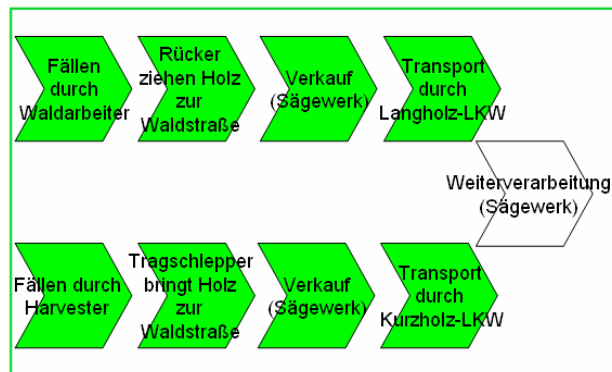 Fällen
durch
Waldarbeiter
Rücker
ziehen Holz
zur
Waldstraße
Verkauf
(Sägewerk)
Transport
durch
Langholz-LKW
Weiterverarbeitung
(Sägewerk)
Fällen durch
Harvester
Tragschlepper
bringt Holz
zur
Waldstraße
Verkauf
(Sägewerk)
Transport
durch
Kurzholz-LKW